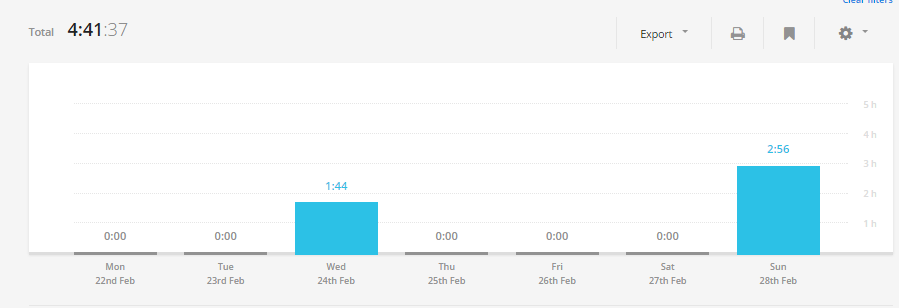 Clear filters
Total 4:41:37
Export
5 h
4 h
3 h
2 h
1 h
0:00 0:00 1:44 0:00 0:00 0:00 2:56
Mon Tue Wed Thu Fri Sat Sun
22nd Feb 23rd Feb 24th Feb 25th Feb 26th Feb 27th Feb 28th Feb